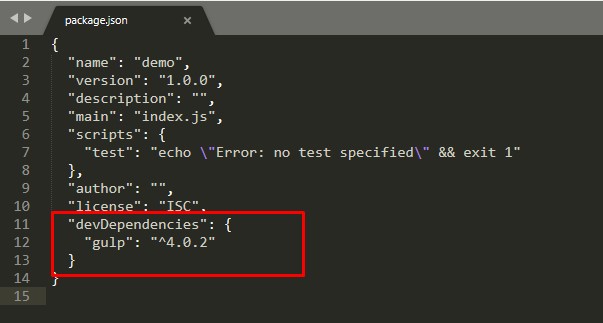 package.json
1 {
2 "name": "demo",
3 "version": "1.0.0",
4 "description": "",
5 "main": "index.js",
6 "scripts": {
7 "test": "echo \"Error: no test specified\" && exit 1"
8 },
9 "author": "",
10 "license": "ISC",
11 "devDependencies": {
12 "gulp": "^4.0.2"
13 }
14 }
15